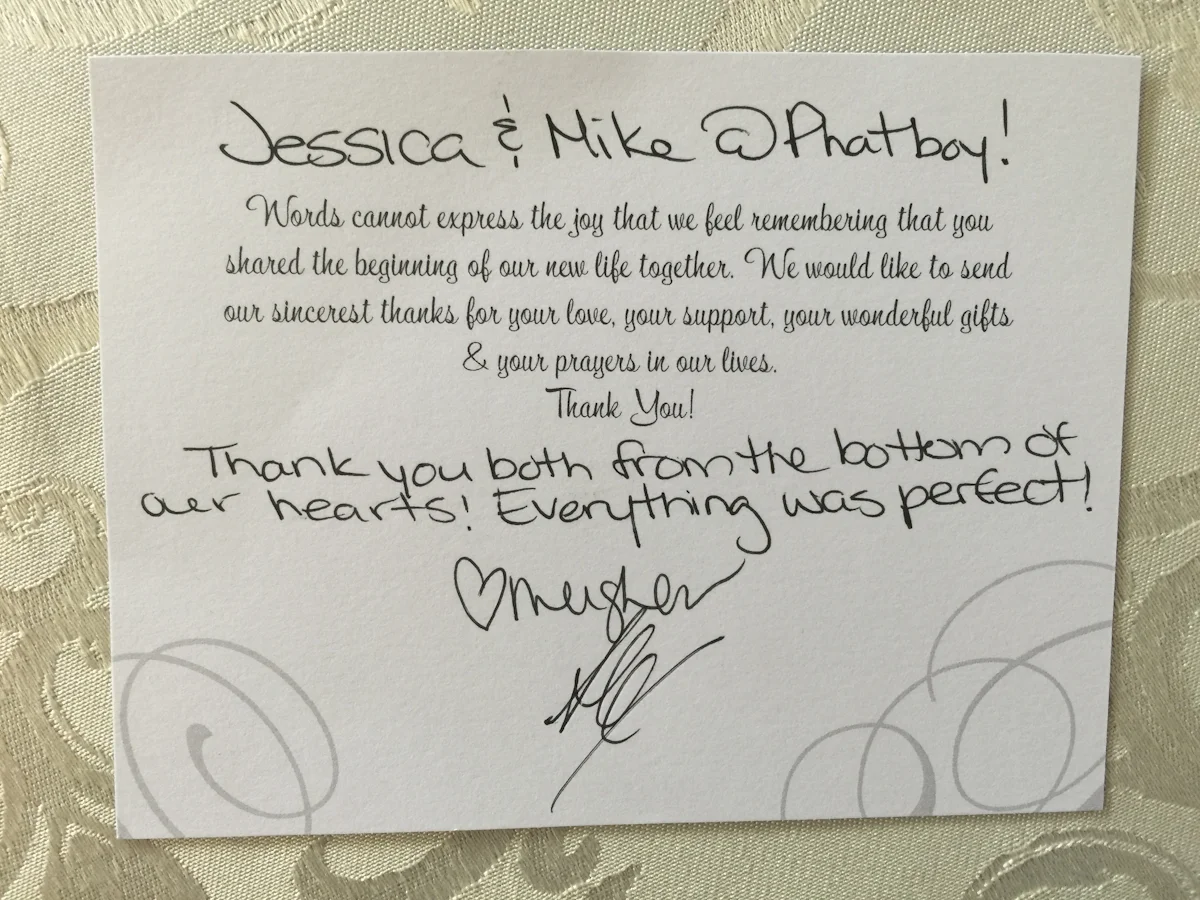 Jessica & Mike @ Phatboy!
Words cannot express the joy that we feel remembering that you
shared the beginning of our new life together. We would like to send
our sincerest thanks for your love, your support, your wonderful gifts
& your prayers in our lives.
Thank You!
Thank you both from the bottom of
our hearts! Everything was perfect!